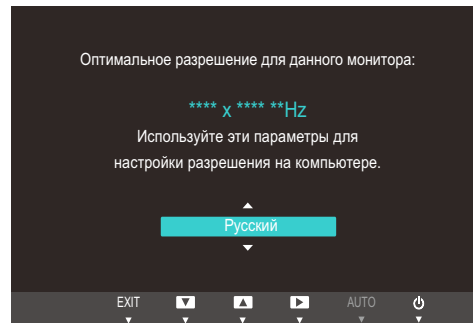 Оптимальное разрешение для данного монитора:
**** x **** **Hz
Используйте эти параметры для
настройки разрешения на компьютере.
Русский
EXIT AUTO